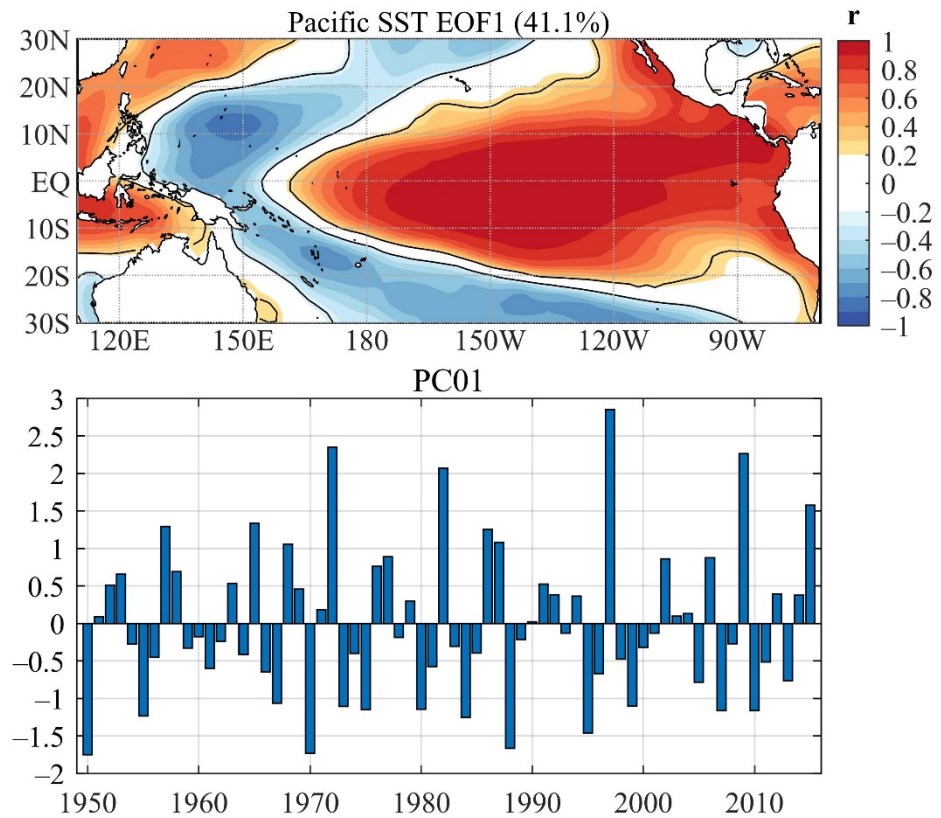 Pacific SST EOF1 (41.1%)
r
30N
20N
10N
EQ
10S
20S
30S
120E 150E 180 150W 120W 90W
1
0.8
0.6
0.4
0.2
0
–0.2
–0.4
–0.6
–0.8
–1
PC01
3
2.5
2
1.5
1
0.5
0
–0.5
–1
–1.5
–2
1950 1960 1970 1980 1990 2000 2010